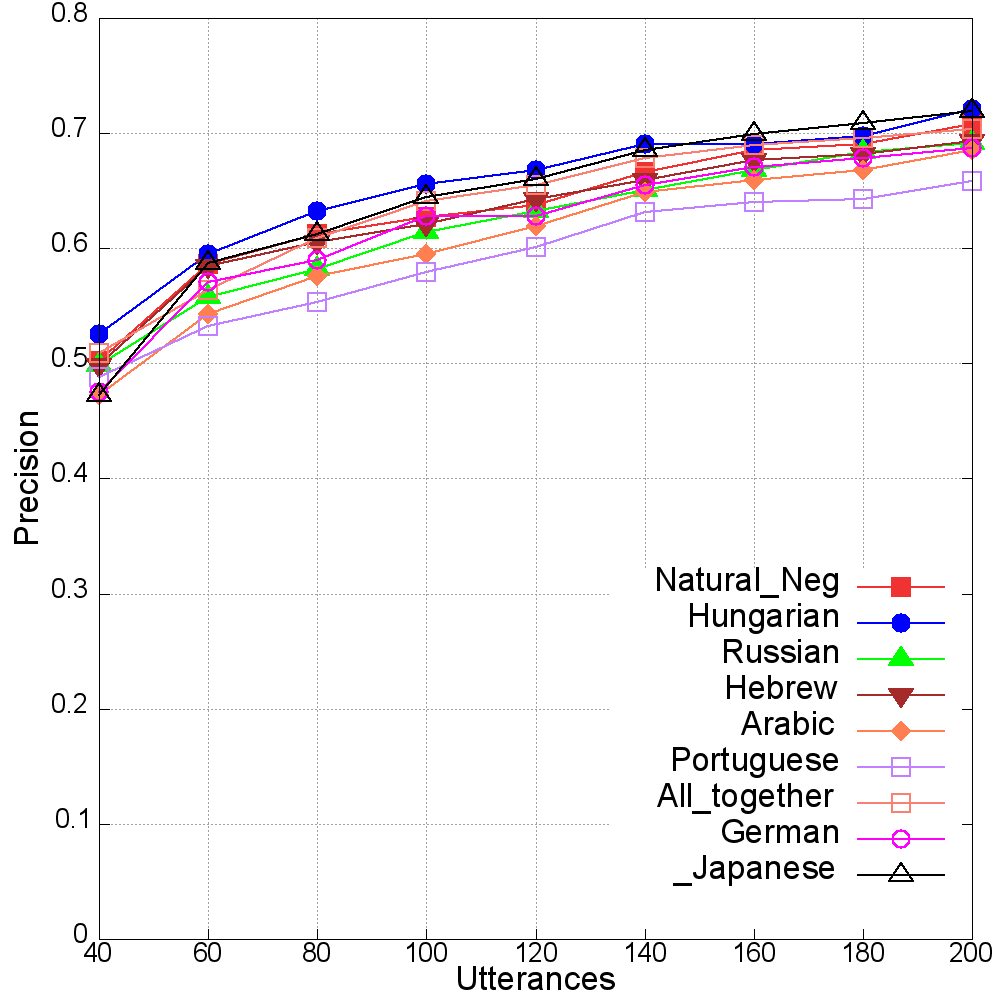 0.8
0.7
0.6
0.5
0.4
0.3
0.2
0.1
0
Precision
Natural_Neg
Hungarian
Russian
Hebrew
Arabic
Portuguese
All_together
German
_Japanese
40 60 80 100 120 140 160 180 200
Utterances